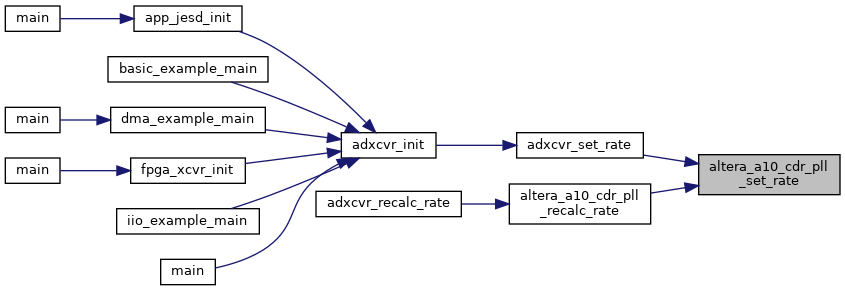 main
app_jesd_init
basic_example_main
main
dma_example_main
main
fpga_xcvr_init
iio_example_main
main
adxcvr_init
adxcvr_recalc_rate
adxcvr_set_rate
altera_a10_cdr_pll
_recalc_rate
altera_a10_cdr_pll
_set_rate